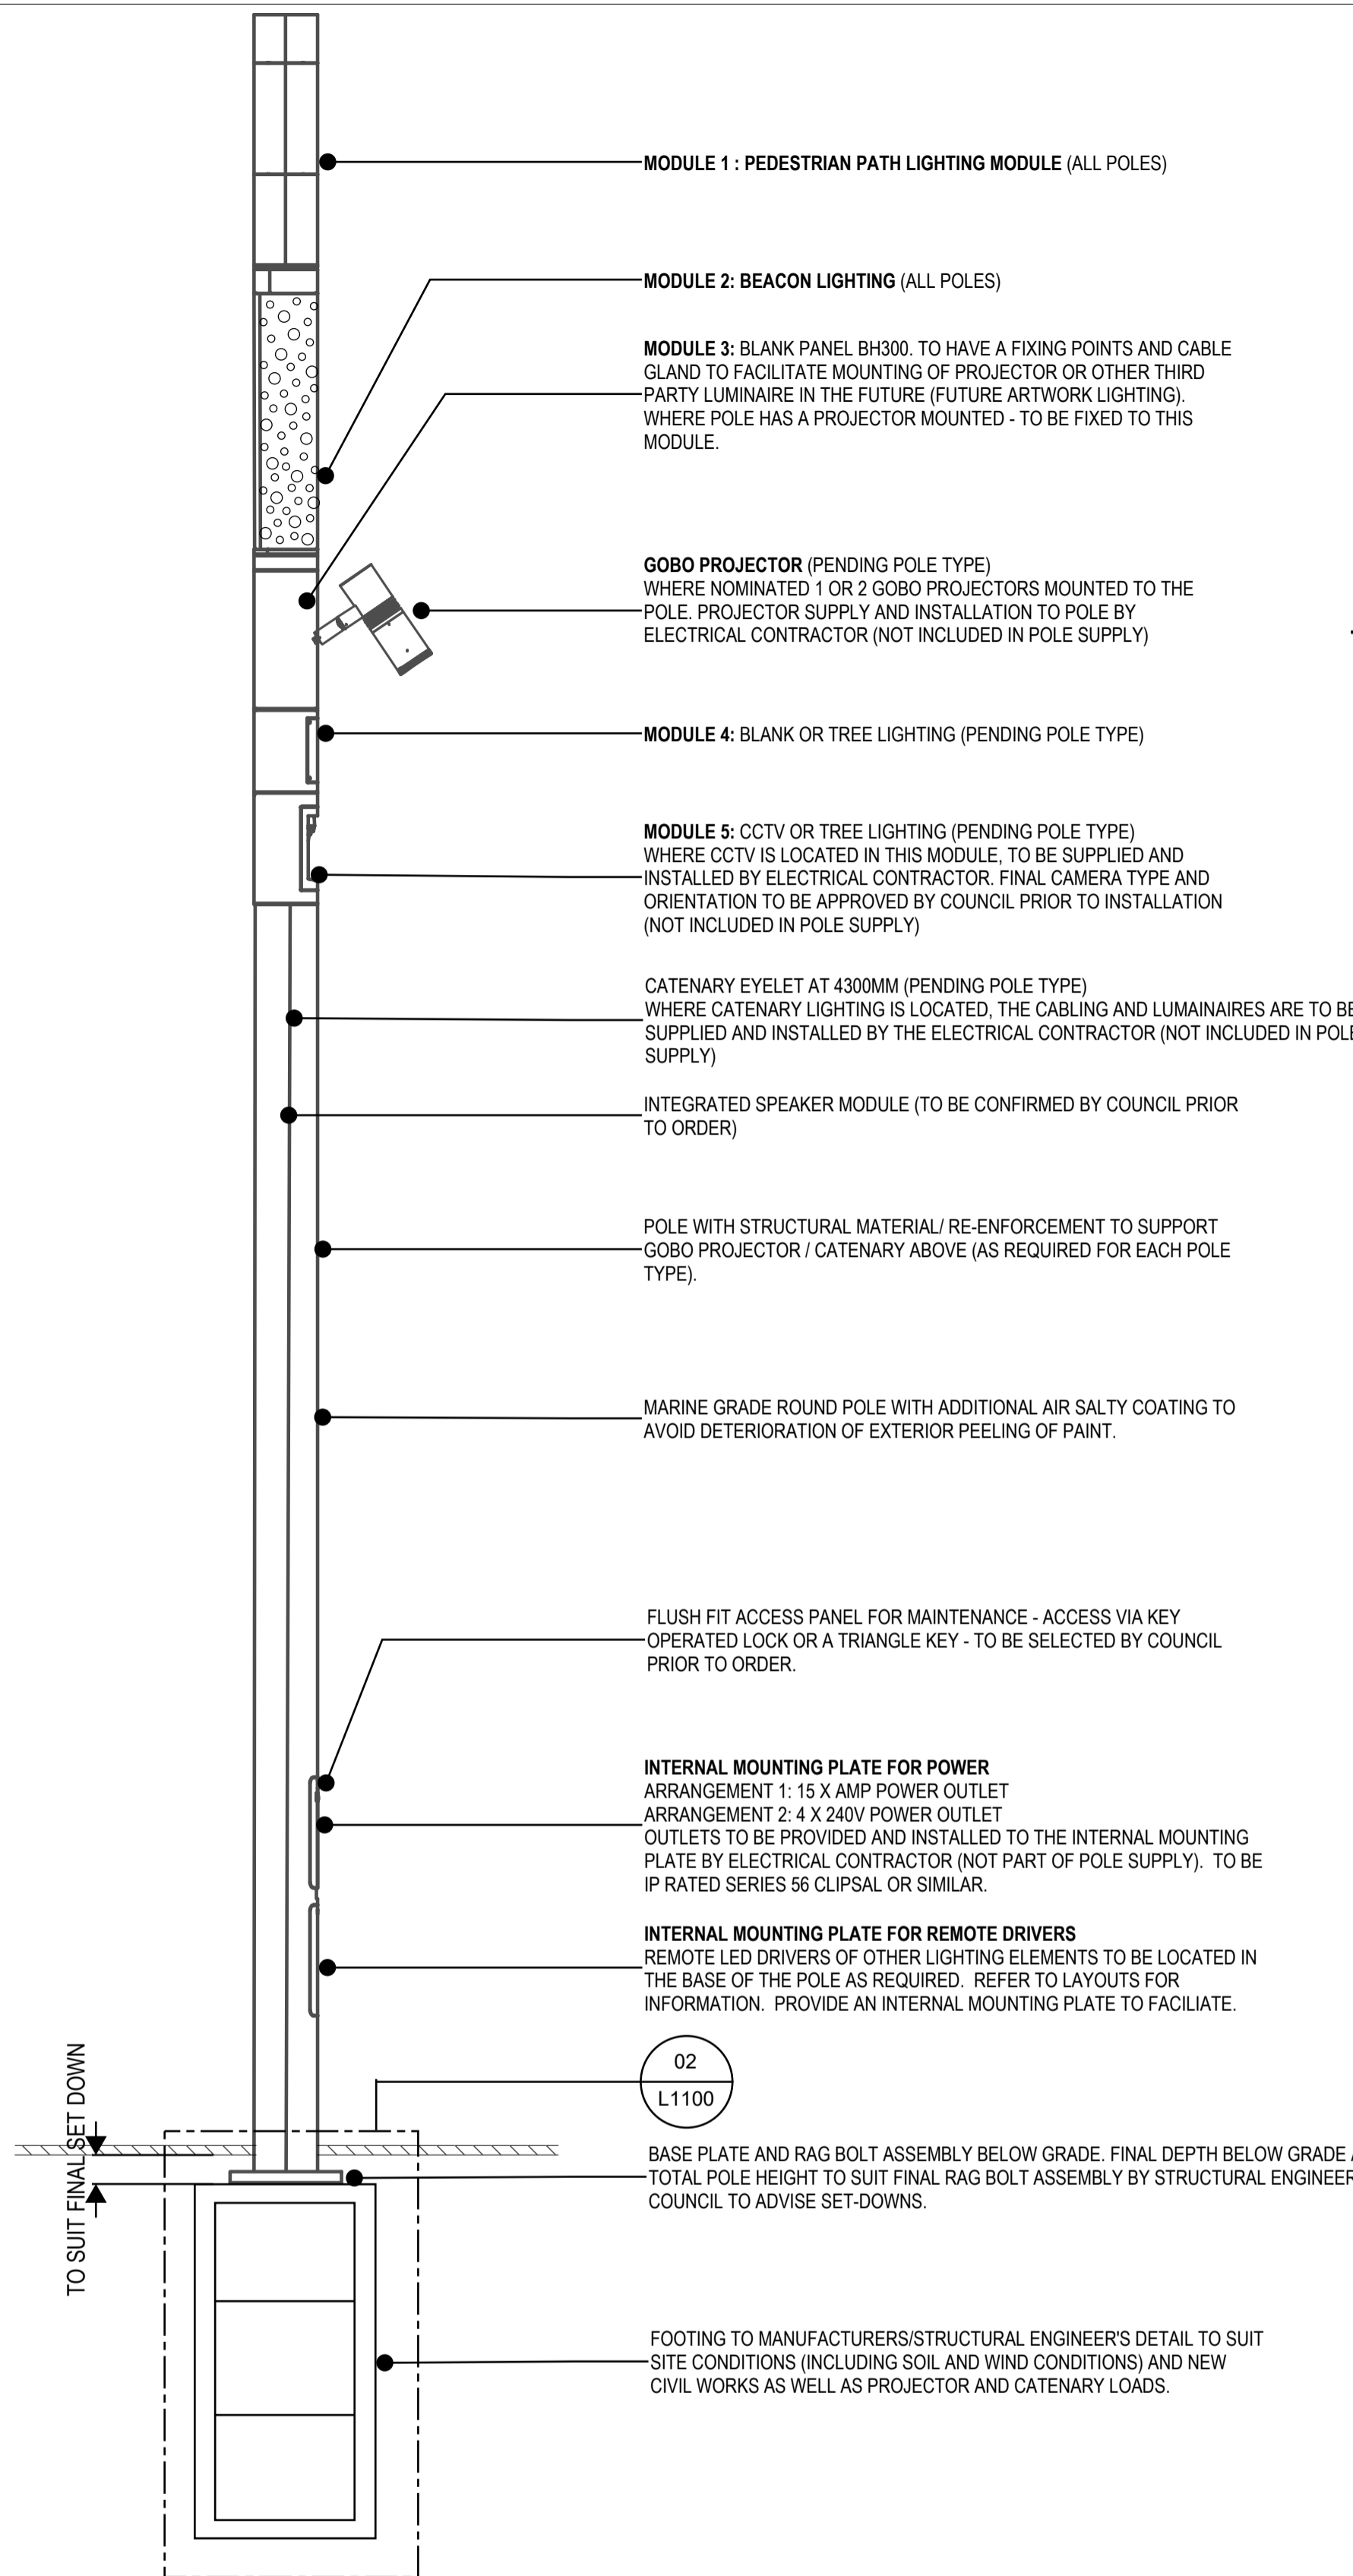 MODULE 1 : PEDESTRIAN PATH LIGHTING MODULE (ALL POLES)
MODULE 2: BEACON LIGHTING (ALL POLES)
MODULE 3: BLANK PANEL BH300. TO HAVE A FIXING POINTS AND CABLE
GLAND TO FACILITATE MOUNTING OF PROJECTOR OR OTHER THIRD
PARTY LUMINAIRE IN THE FUTURE (FUTURE ARTWORK LIGHTING).
WHERE POLE HAS A PROJECTOR MOUNTED - TO BE FIXED TO THIS
MODULE.
GOBO PROJECTOR (PENDING POLE TYPE)
WHERE NOMINATED 1 OR 2 GOBO PROJECTORS MOUNTED TO THE
POLE. PROJECTOR SUPPLY AND INSTALLATION TO POLE BY
ELECTRICAL CONTRACTOR (NOT INCLUDED IN POLE SUPPLY)
MODULE 4: BLANK OR TREE LIGHTING (PENDING POLE TYPE)
MODULE 5: CCTV OR TREE LIGHTING (PENDING POLE TYPE)
WHERE CCTV IS LOCATED IN THIS MODULE, TO BE SUPPLIED AND
INSTALLED BY ELECTRICAL CONTRACTOR. FINAL CAMERA TYPE AND
ORIENTATION TO BE APPROVED BY COUNCIL PRIOR TO INSTALLATION
(NOT INCLUDED IN POLE SUPPLY)
CATENARY EYELET AT 4300MM (PENDING POLE TYPE)
WHERE CATENARY LIGHTING IS LOCATED, THE CABLING AND LUMAINAIRES ARE TO BE
SUPPLIED AND INSTALLED BY THE ELECTRICAL CONTRACTOR (NOT INCLUDED IN POLE
SUPPLY)
INTEGRATED SPEAKER MODULE (TO BE CONFIRMED BY COUNCIL PRIOR
TO ORDER)
POLE WITH STRUCTURAL MATERIAL/ RE-ENFORCEMENT TO SUPPORT
GOBO PROJECTOR / CATENARY ABOVE (AS REQUIRED FOR EACH POLE
TYPE).
MARINE GRADE ROUND POLE WITH ADDITIONAL AIR SALTY COATING TO
AVOID DETERIORATION OF EXTERIOR PEELING OF PAINT.
FLUSH FIT ACCESS PANEL FOR MAINTENANCE - ACCESS VIA KEY
OPERATED LOCK OR A TRIANGLE KEY - TO BE SELECTED BY COUNCIL
PRIOR TO ORDER.
INTERNAL MOUNTING PLATE FOR POWER
ARRANGEMENT 1: 15 X AMP POWER OUTLET
ARRANGEMENT 2: 4 X 240V POWER OUTLET
OUTLETS TO BE PROVIDED AND INSTALLED TO THE INTERNAL MOUNTING
PLATE BY ELECTRICAL CONTRACTOR (NOT PART OF POLE SUPPLY). TO BE
IP RATED SERIES 56 CLIPSAL OR SIMILAR.
INTERNAL MOUNTING PLATE FOR REMOTE DRIVERS
REMOTE LED DRIVERS OF OTHER LIGHTING ELEMENTS TO BE LOCATED IN
THE BASE OF THE POLE AS REQUIRED. REFER TO LAYOUTS FOR
INFORMATION. PROVIDE AN INTERNAL MOUNTING PLATE TO FACILIATE.
02
L1100
TO SUIT FINAL SET DOWN
BASE PLATE AND RAG BOLT ASSEMBLY BELOW GRADE. FINAL DEPTH BELOW GRADE
TOTAL POLE HEIGHT TO SUIT FINAL RAG BOLT ASSEMBLY BY STRUCTURAL ENGINEER
COUNCIL TO ADVISE SET-DOWNS.
FOOTING TO MANUFACTURERS/STRUCTURAL ENGINEER'S DETAIL TO SUIT
SITE CONDITIONS (INCLUDING SOIL AND WIND CONDITIONS) AND NEW
CIVIL WORKS AS WELL AS PROJECTOR AND CATENARY LOADS.